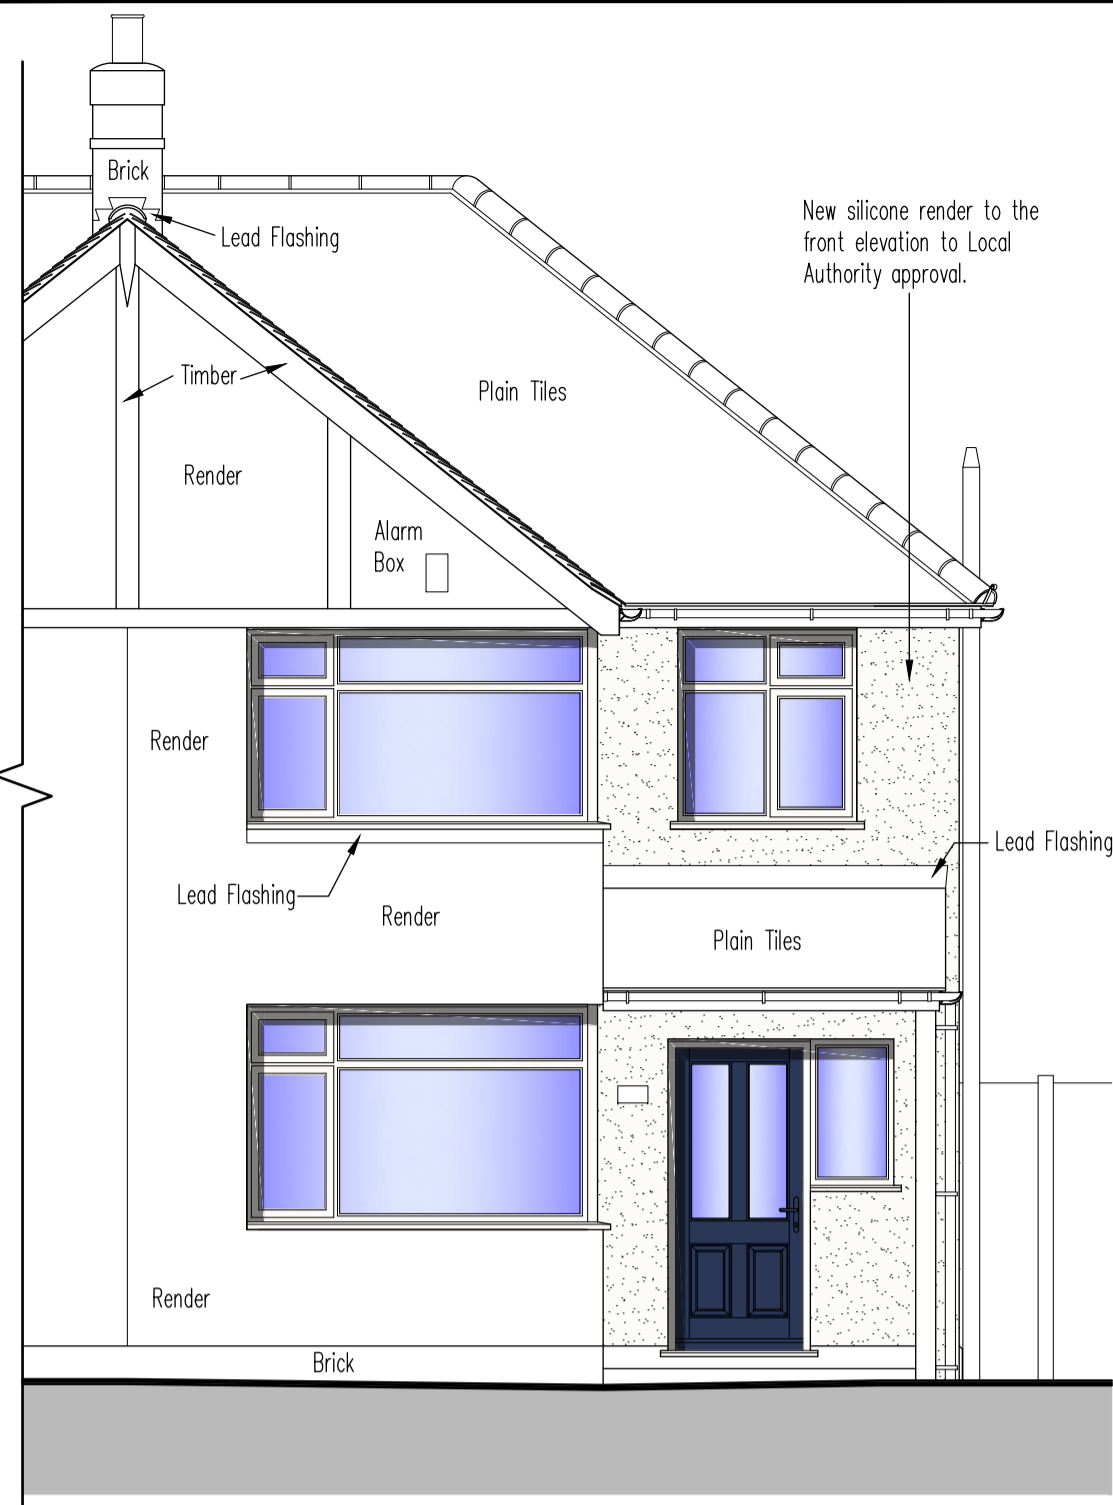 Brick
Lead Flashing
New silicone render to the
front elevation to Local
Authority approval.
Timber
Plain Tiles
Render
Alarm
Box
Render
Lead Flashing
Lead Flashing
Render
Plain Tiles
Render
Brick